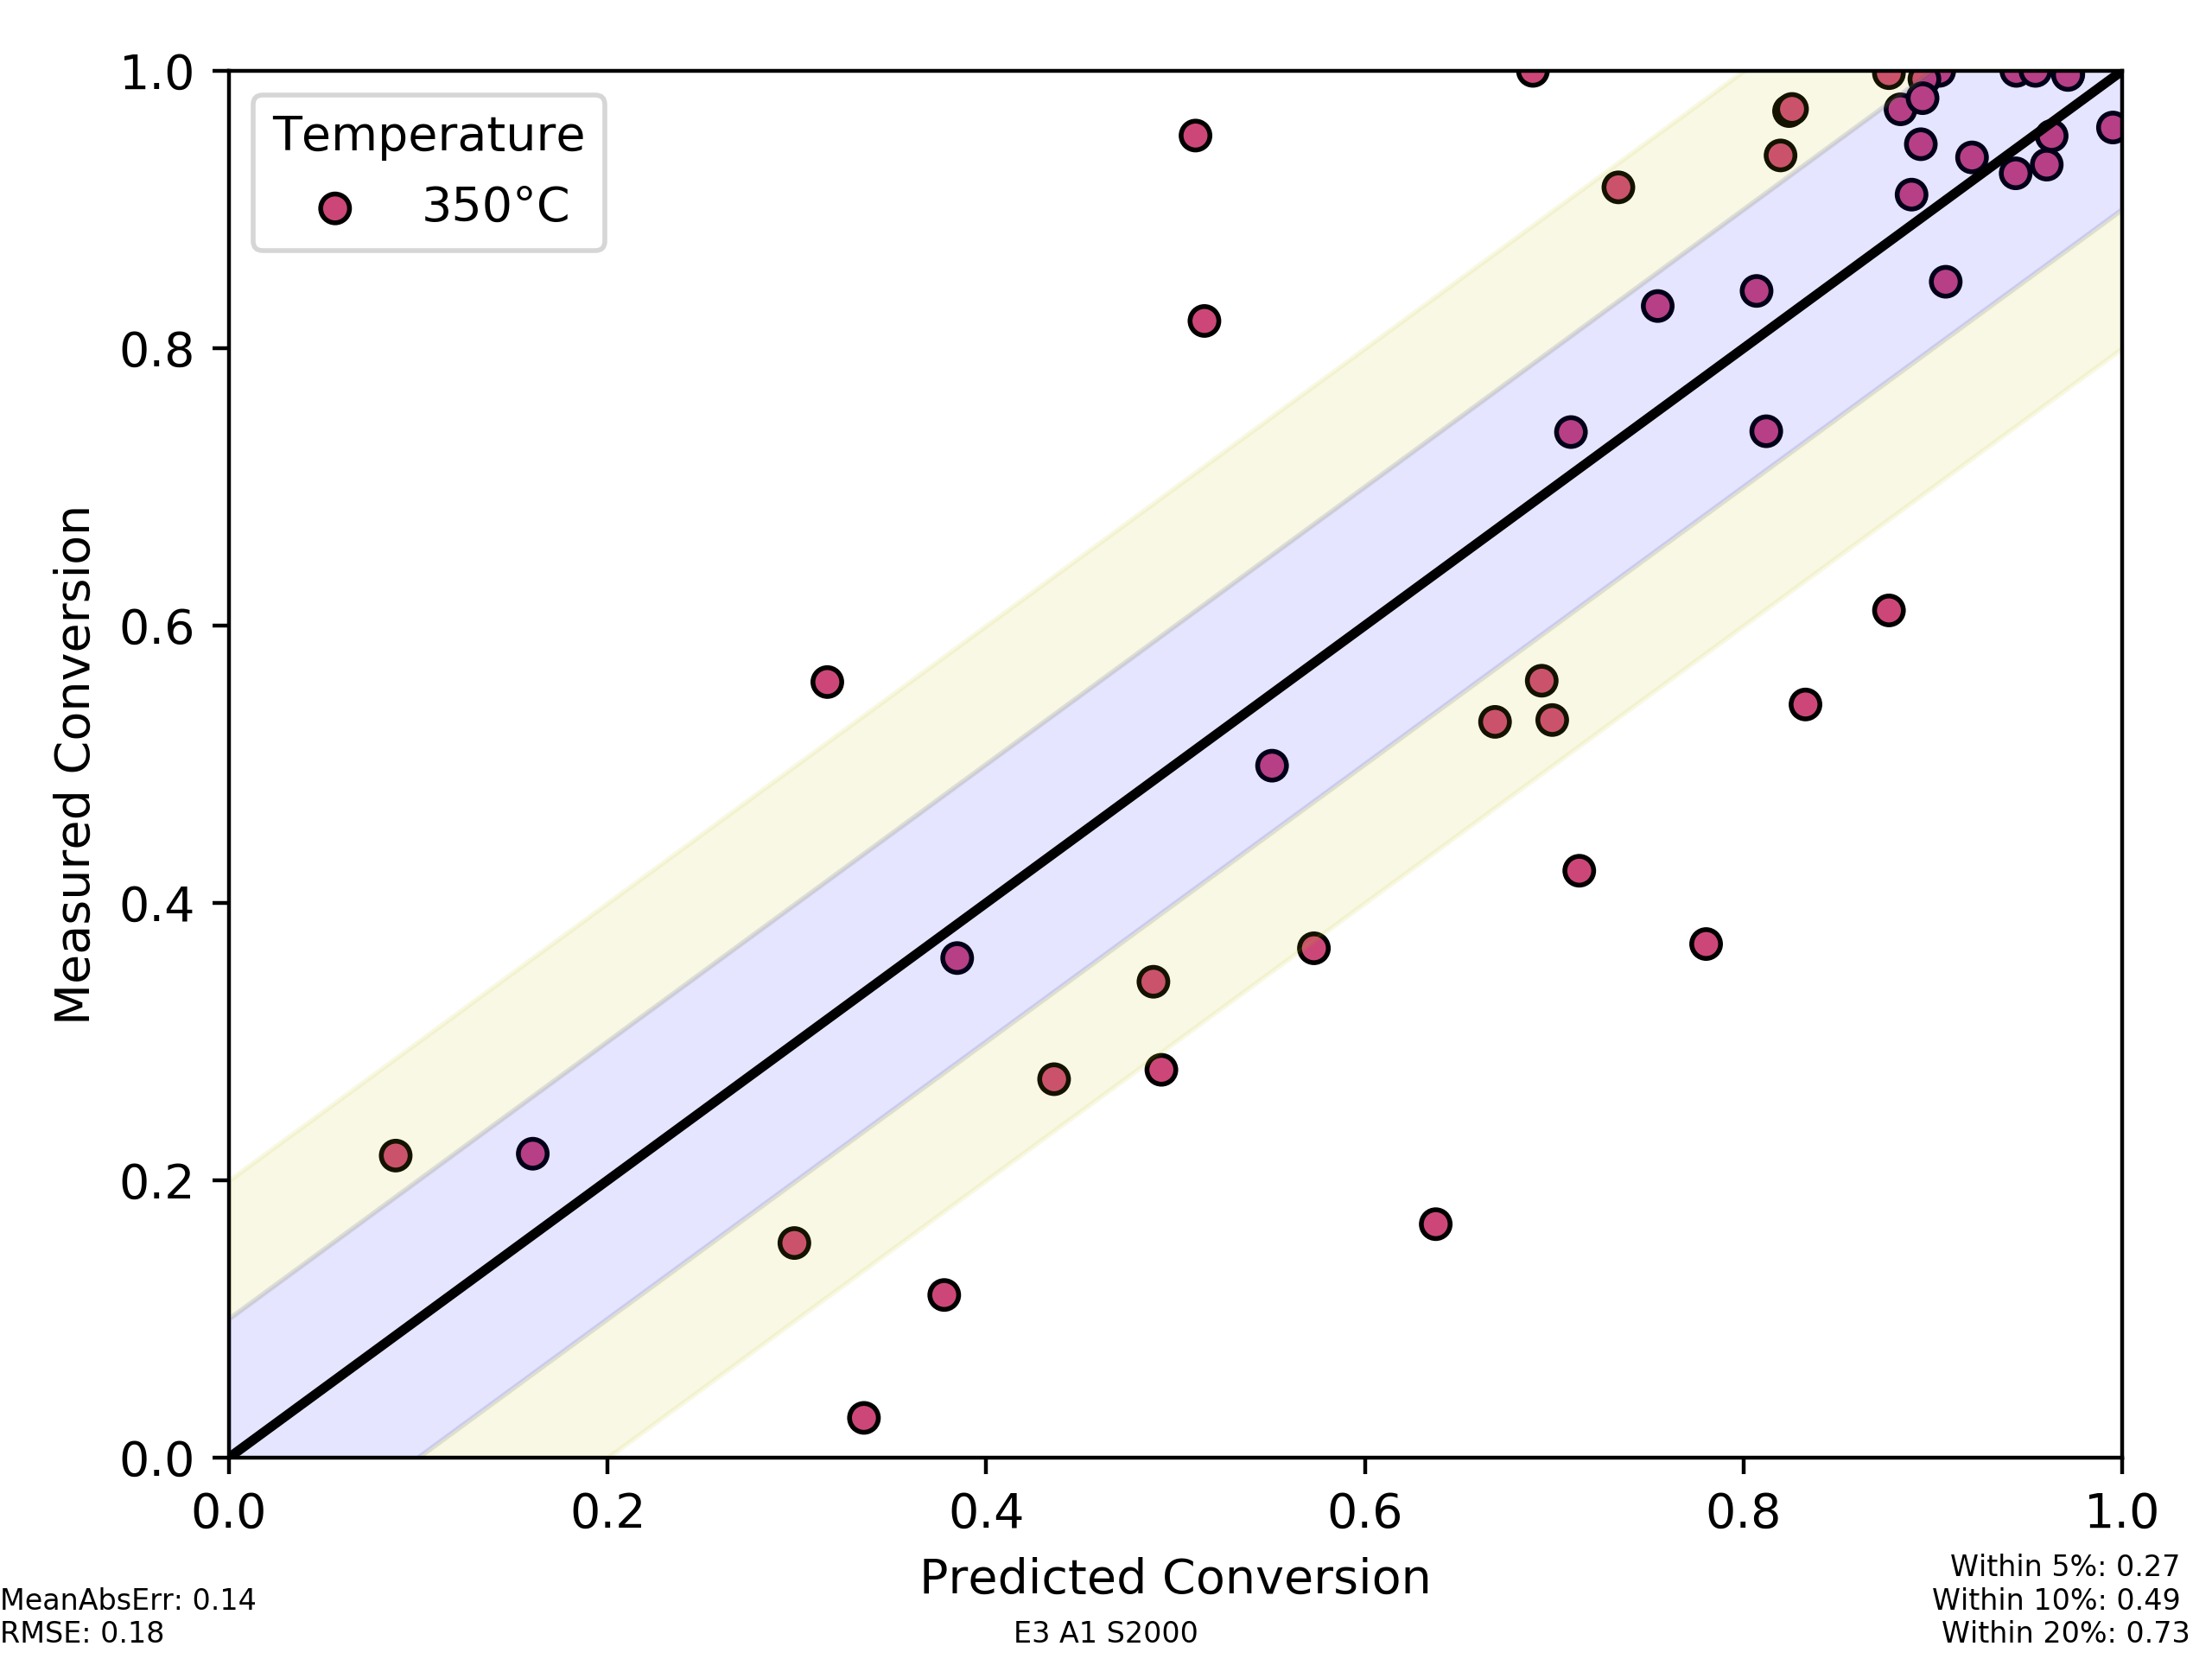 1.0
0.8
0.6
0.4
0.2
0.0
Measured Conversion
Temperature
350°C
0.0 0.2 0.4 0.6 0.8 1.0
Predicted Conversion
MeanAbsErr: 0.14
RMSE: 0.18
E3 A1 S2000
Within 5%: 0.27
Within 10%: 0.49
Within 20%: 0.73